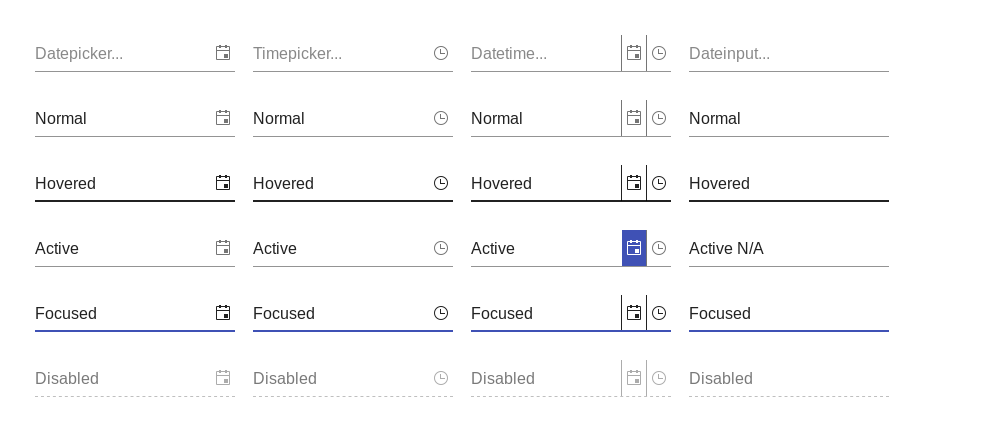 Datepicker... Timepicker... Datetime... Dateinput...
Normal Normal Normal Normal
Hovered Hovered Hovered Hovered
Active Active Active Active N/A
Focused Focused Focused Focused
Disabled Disabled Disabled Disabled